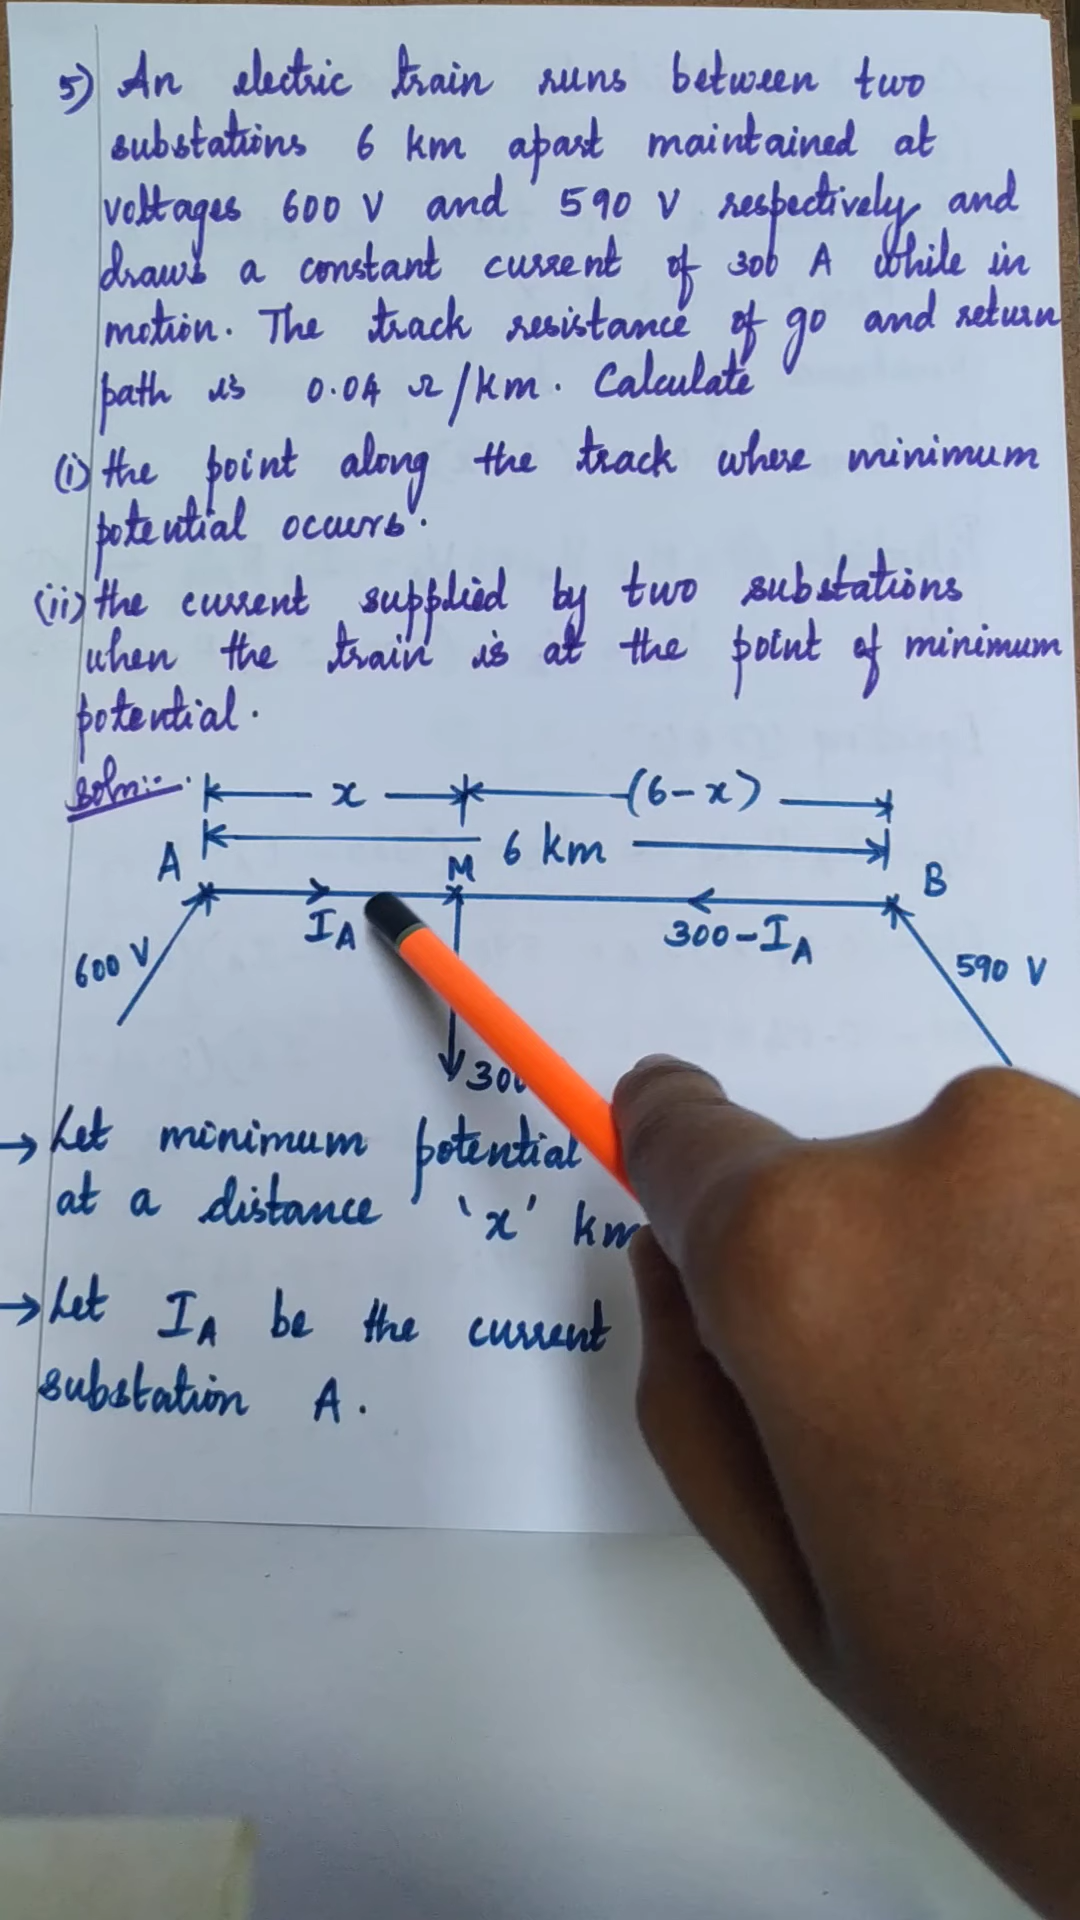 5) An electric train runs between two
substations 6 km apart maintained at
voltages 600 V and 590 V respectively and
draws a constant current of 300 A while in
motion. The track resistance of go and return
path is 0.04 Ω/km. Calculate
(i) the point along the track where minimum
potential occurs.
(ii) the current supplied by two substations
when the train is at the point of minimum
potential.
Soln:-
x (6-x)
6 km
A M B
I_A 300-I_A
600 V 590 V
→ Let minimum potential
at a distance 'x' km
→ Let I_A be the current
substation A.